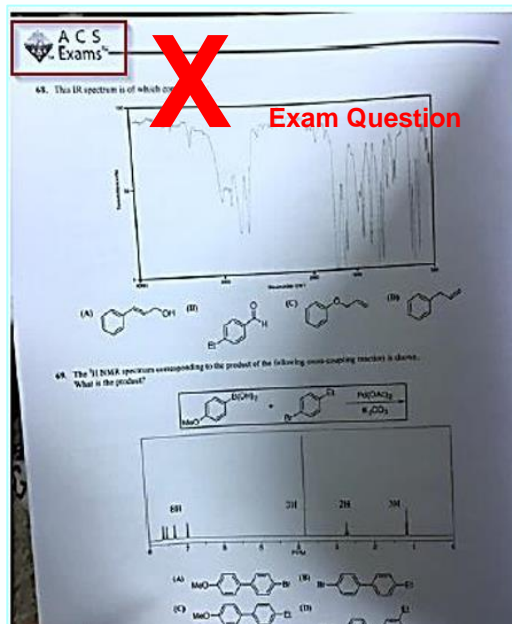 A C S
Exams
X
Exam Question
68. This IR spectrum is of which
(A)
OH
(B)
O
H
Et
(C)
O
(D)
69. The ¹H NMR spectrum corresponding to the product of the following cross-coupling reaction is shown.
What is the product?
B(OH)₂
MeO
+
Br
Et
Pd(OAc)₂
K₂CO₃
8H
3H
2H
3H
PPM
(A) MeO Br (B) Br Et
(C) MeO Et (D) Et